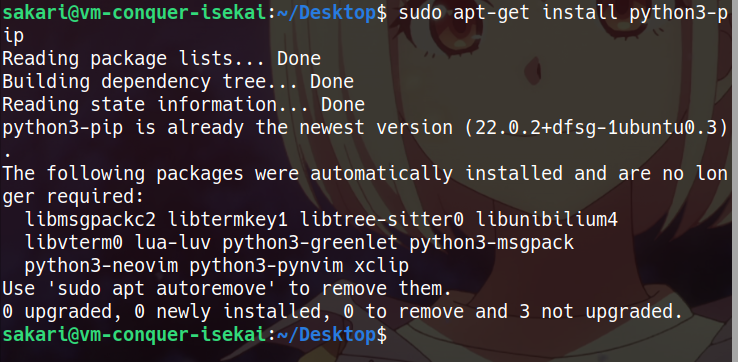 sakari@vm-conquer-isekai:~/Desktop$ sudo apt-get install python3-p
ip
Reading package lists... Done
Building dependency tree... Done
Reading state information... Done
python3-pip is already the newest version (22.0.2+dfsg-1ubuntu0.3)
.
The following packages were automatically installed and are no lon
ger required:
  libmsgpackc2 libtermkey1 libtree-sitter0 libunibilium4
  libvterm0 lua-luv python3-greenlet python3-msgpack
  python3-neovim python3-pynvim xclip
Use 'sudo apt autoremove' to remove them.
0 upgraded, 0 newly installed, 0 to remove and 3 not upgraded.
sakari@vm-conquer-isekai:~/Desktop$